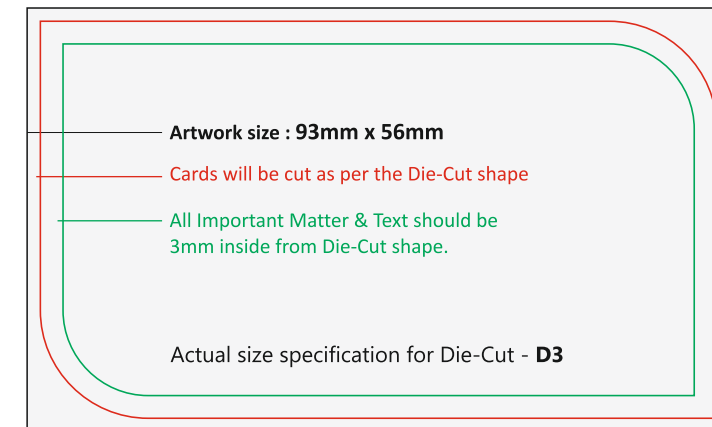 Artwork size : 93mm x 56mm
Cards will be cut as per the Die-Cut shape
All Important Matter & Text should be
3mm inside from Die-Cut shape.
Actual size specification for Die-Cut - D3